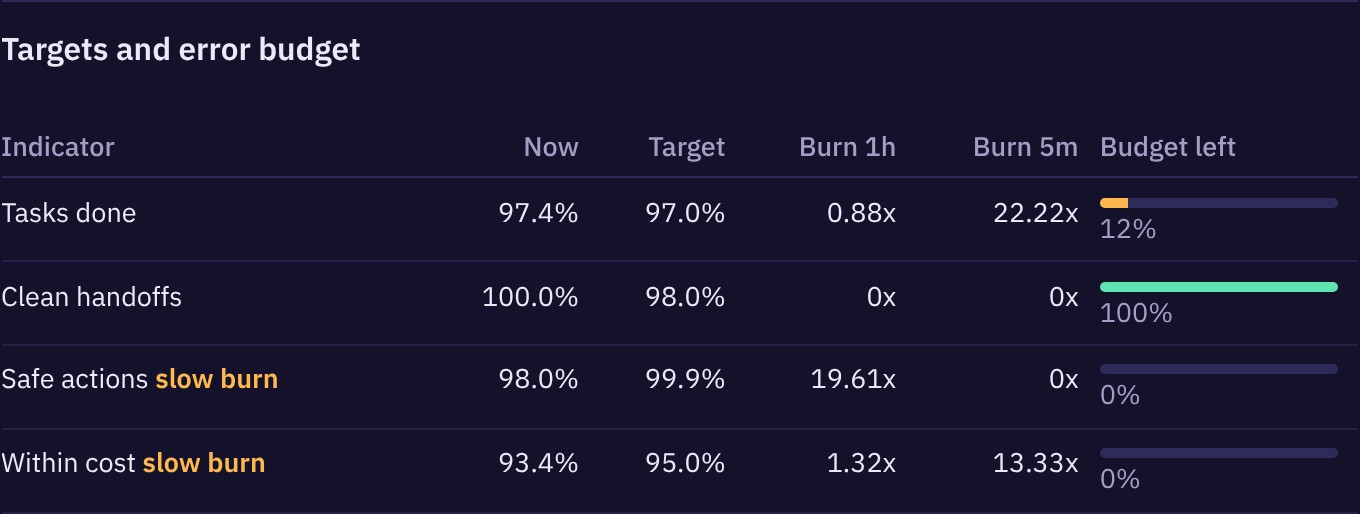 Targets and error budget
Indicator Now Target Burn 1h Burn 5m Budget left
Tasks done 97.4% 97.0% 0.88x 22.22x 12%
Clean handoffs 100.0% 98.0% 0x 0x 100%
Safe actions slow burn 98.0% 99.9% 19.61x 0x 0%
Within cost slow burn 93.4% 95.0% 1.32x 13.33x 0%